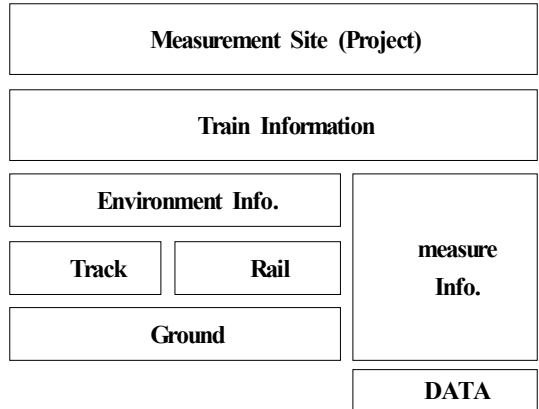 Measurement Site (Project)
Train Information
Environment Info.
Track
Rail
Ground
measure
Info.
DATA